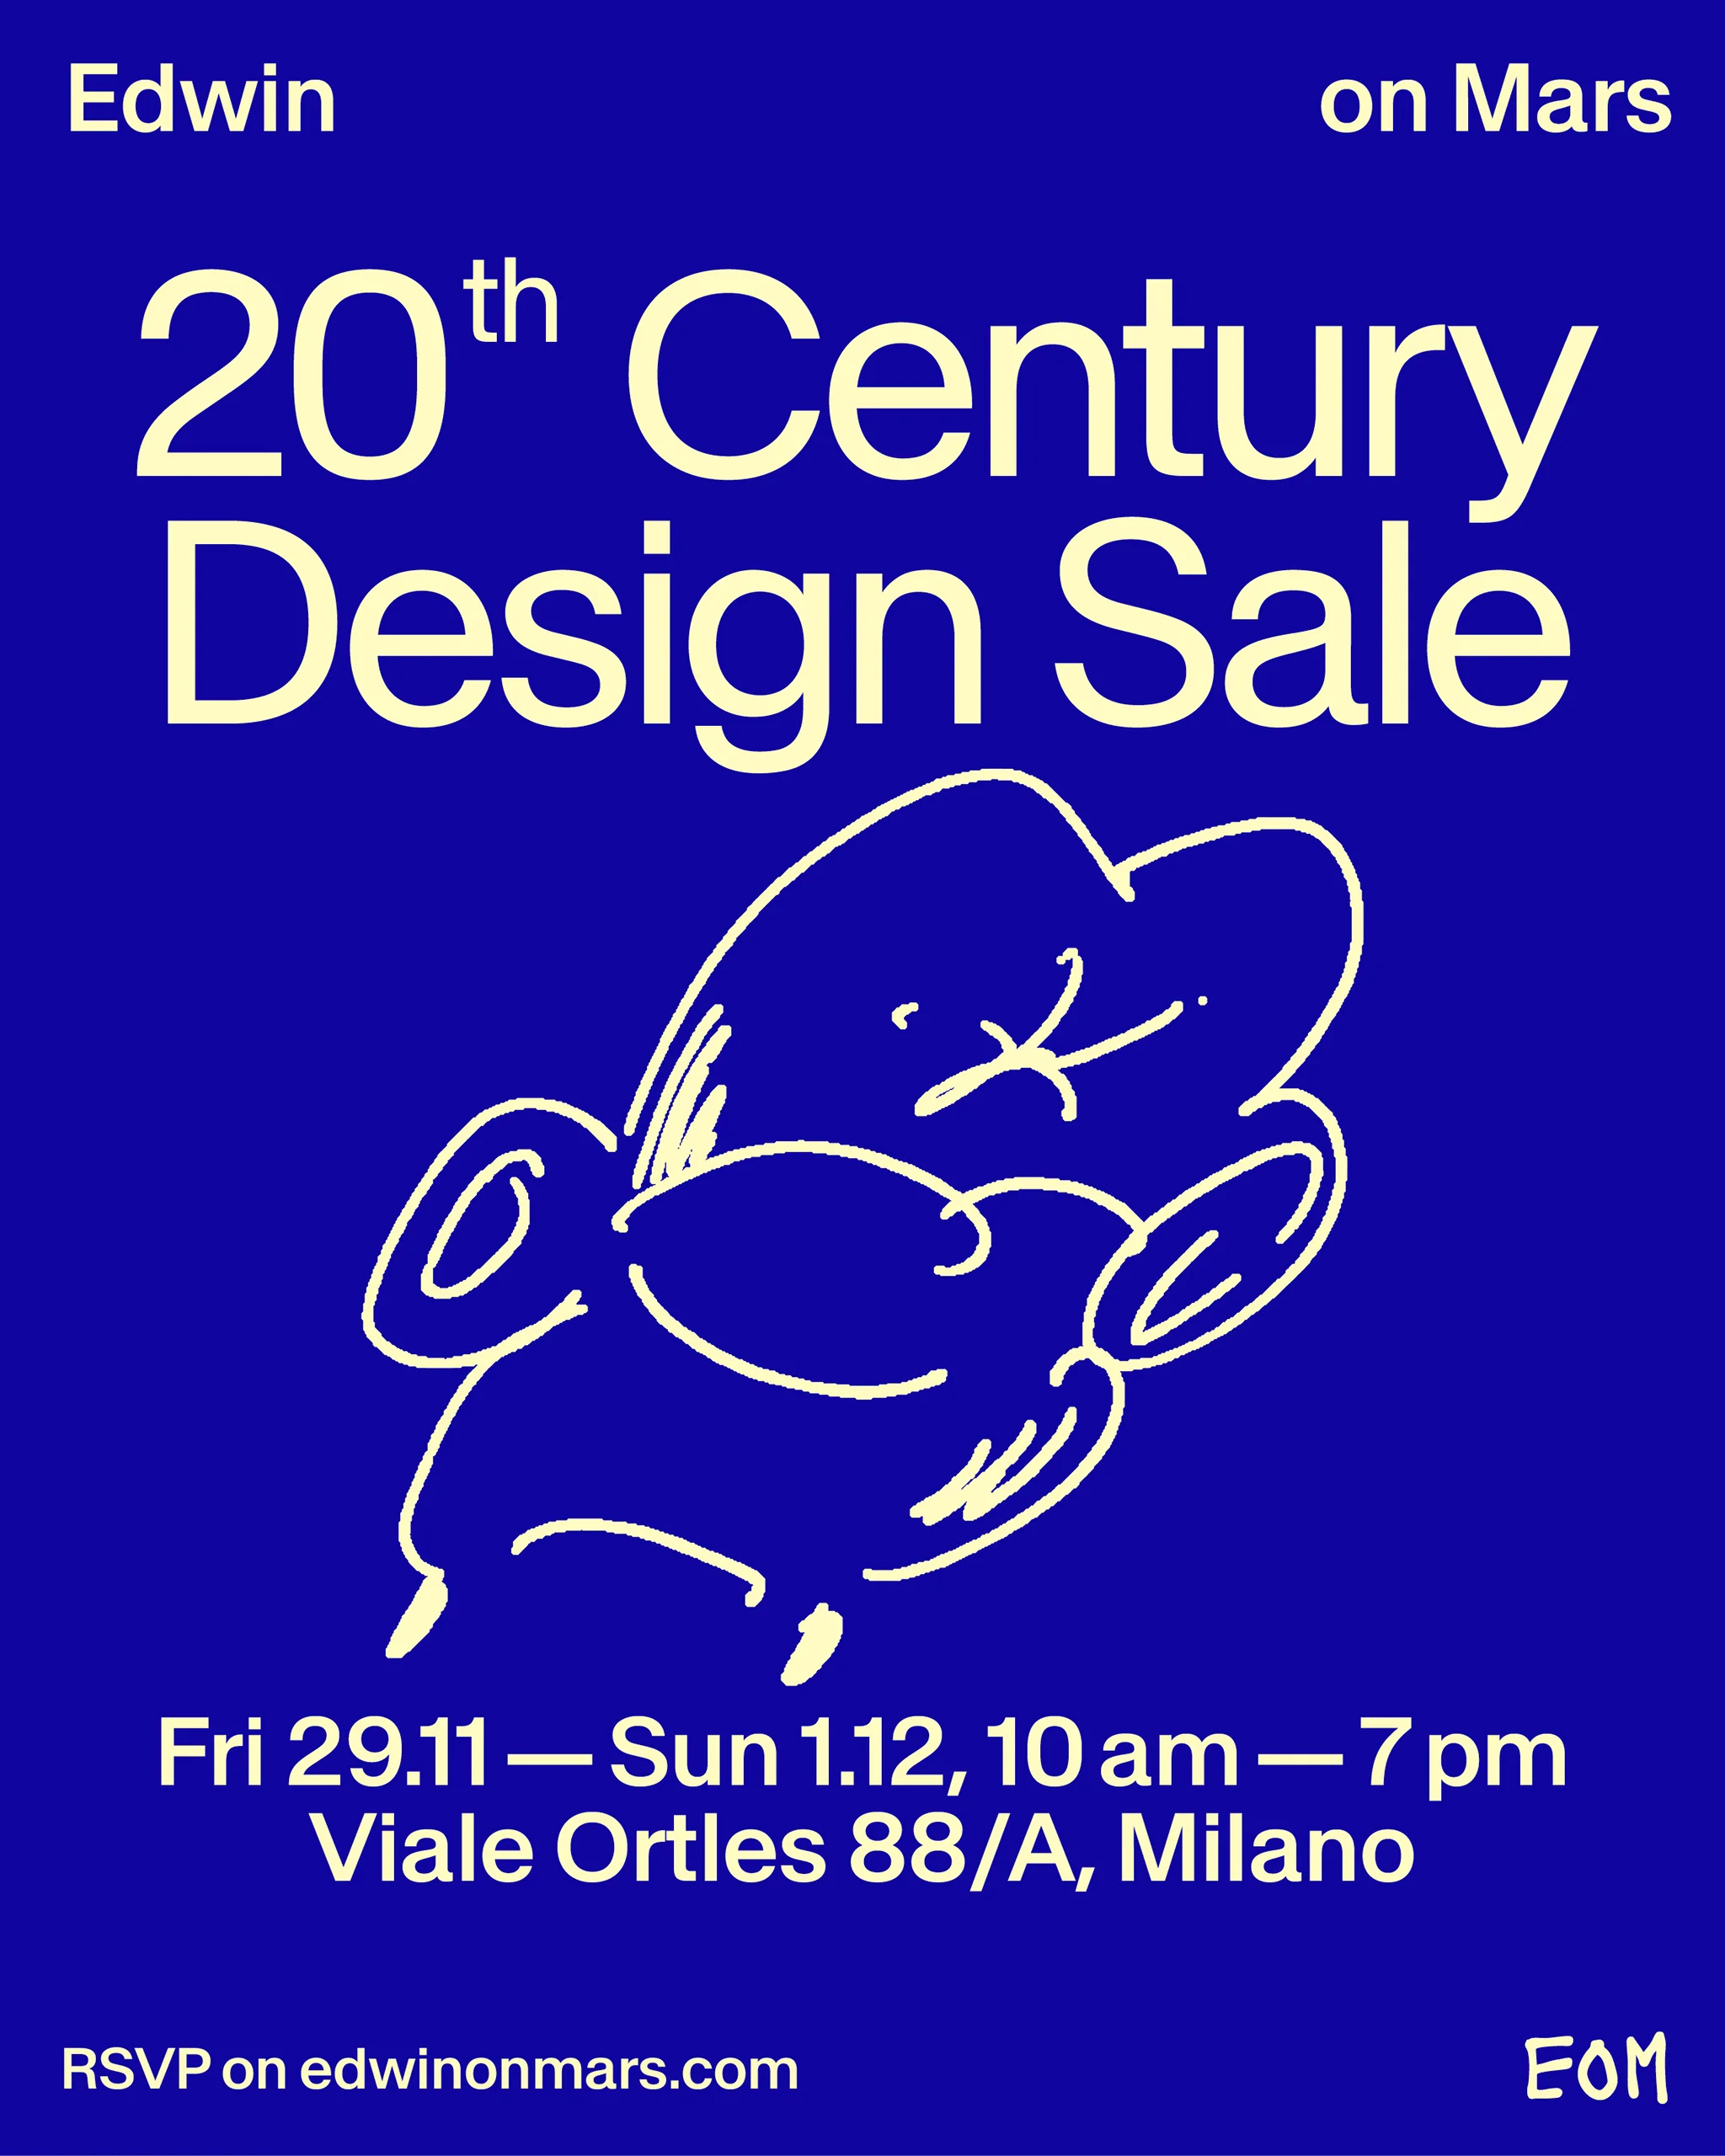 Edwin on Mars
20th Century
Design Sale
Fri 29.11 — Sun 1.12, 10 am — 7 pm
Viale Ortles 88/A, Milano
RSVP on edwinonmars.com
EOM